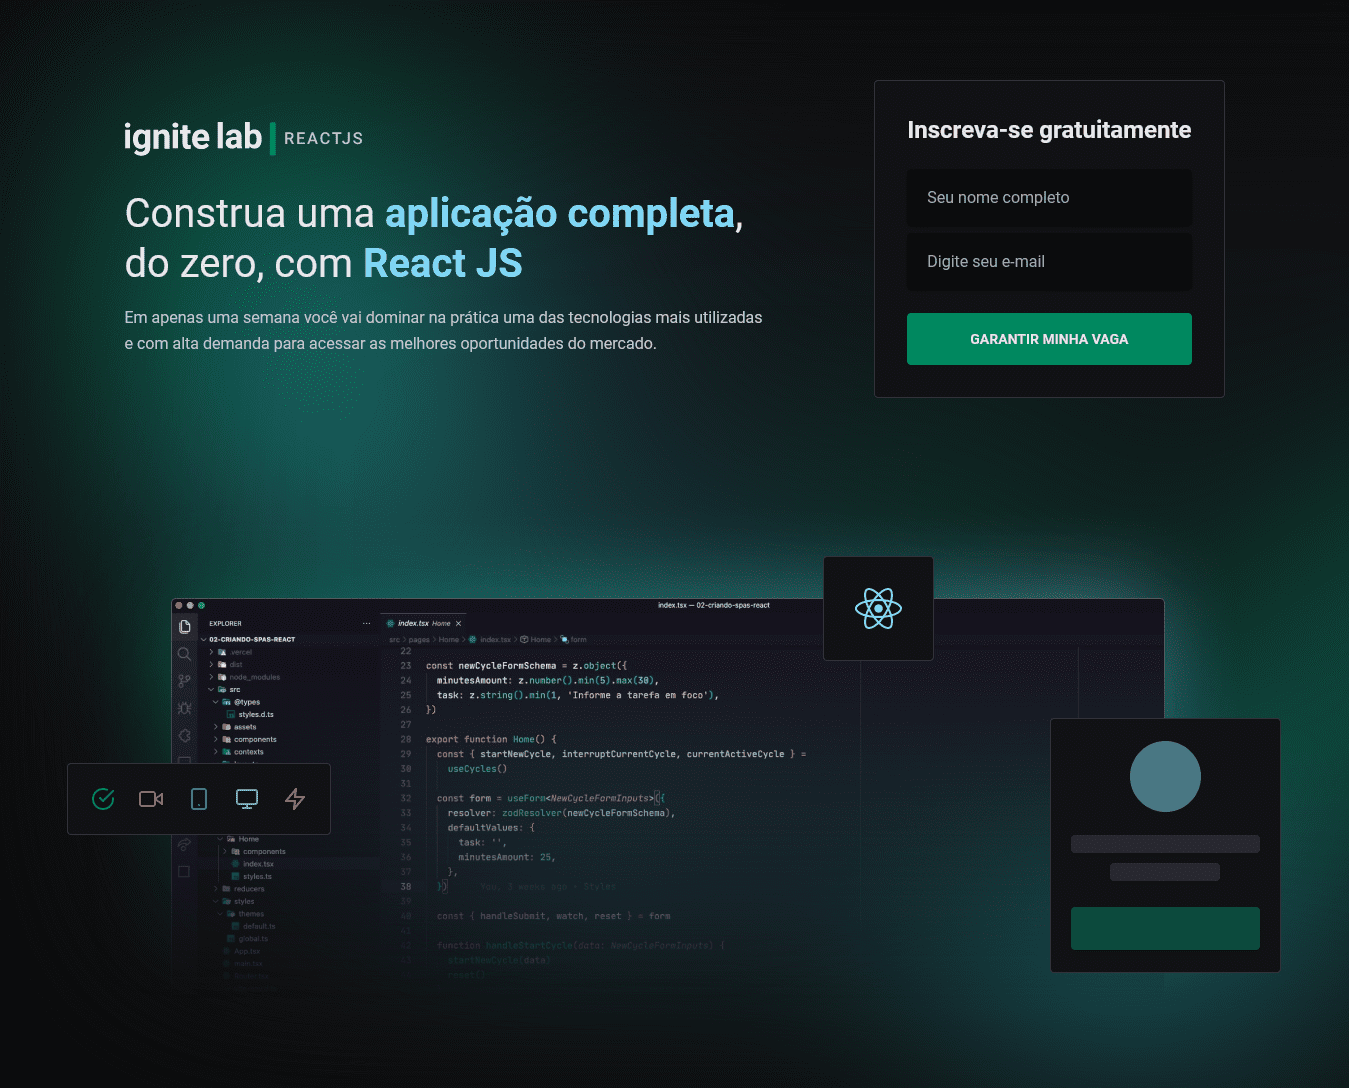 ignite lab | REACTJS
Construa uma aplicação completa,
do zero, com React JS
Em apenas uma semana você vai dominar na prática uma das tecnologias mais utilizadas
e com alta demanda para acessar as melhores oportunidades do mercado.
Inscreva-se gratuitamente
Seu nome completo
Digite seu e-mail
GARANTIR MINHA VAGA
index.tsx — 02-criando-spas-react
EXPLORER
02-CRIANDO-SPAS-REACT
.vercel
dist
node_modules
src
@types
styles.d.ts
assets
components
contexts
Home
components
index.tsx
styles.ts
reducers
styles
themes
default.ts
global.ts
App.tsx
main.tsx
index.tsx Home
src > pages > Home > index.tsx > Home > form
22
23 const newCycleFormSchema = z.object({
24 minutesAmount: z.number().min(5).max(30),
25 task: z.string().min(1, 'Informe a tarefa em foco'),
26 })
27
28 export function Home() {
29 const { startNewCycle, interruptCurrentCycle, currentActiveCycle } =
30 useCycles()
31
32 const form = useForm<NewCycleFormInputs>({
33 resolver: zodResolver(newCycleFormSchema),
34 defaultValues: {
35 task: '',
36 minutesAmount: 25,
37 },
38 }) You, 3 weeks ago • Styles
39
40 const { handleSubmit, watch, reset } = form
41
42 function handleStartCycle(data: NewCycleFormInputs) {
43 startNewCycle(data)
44 reset()